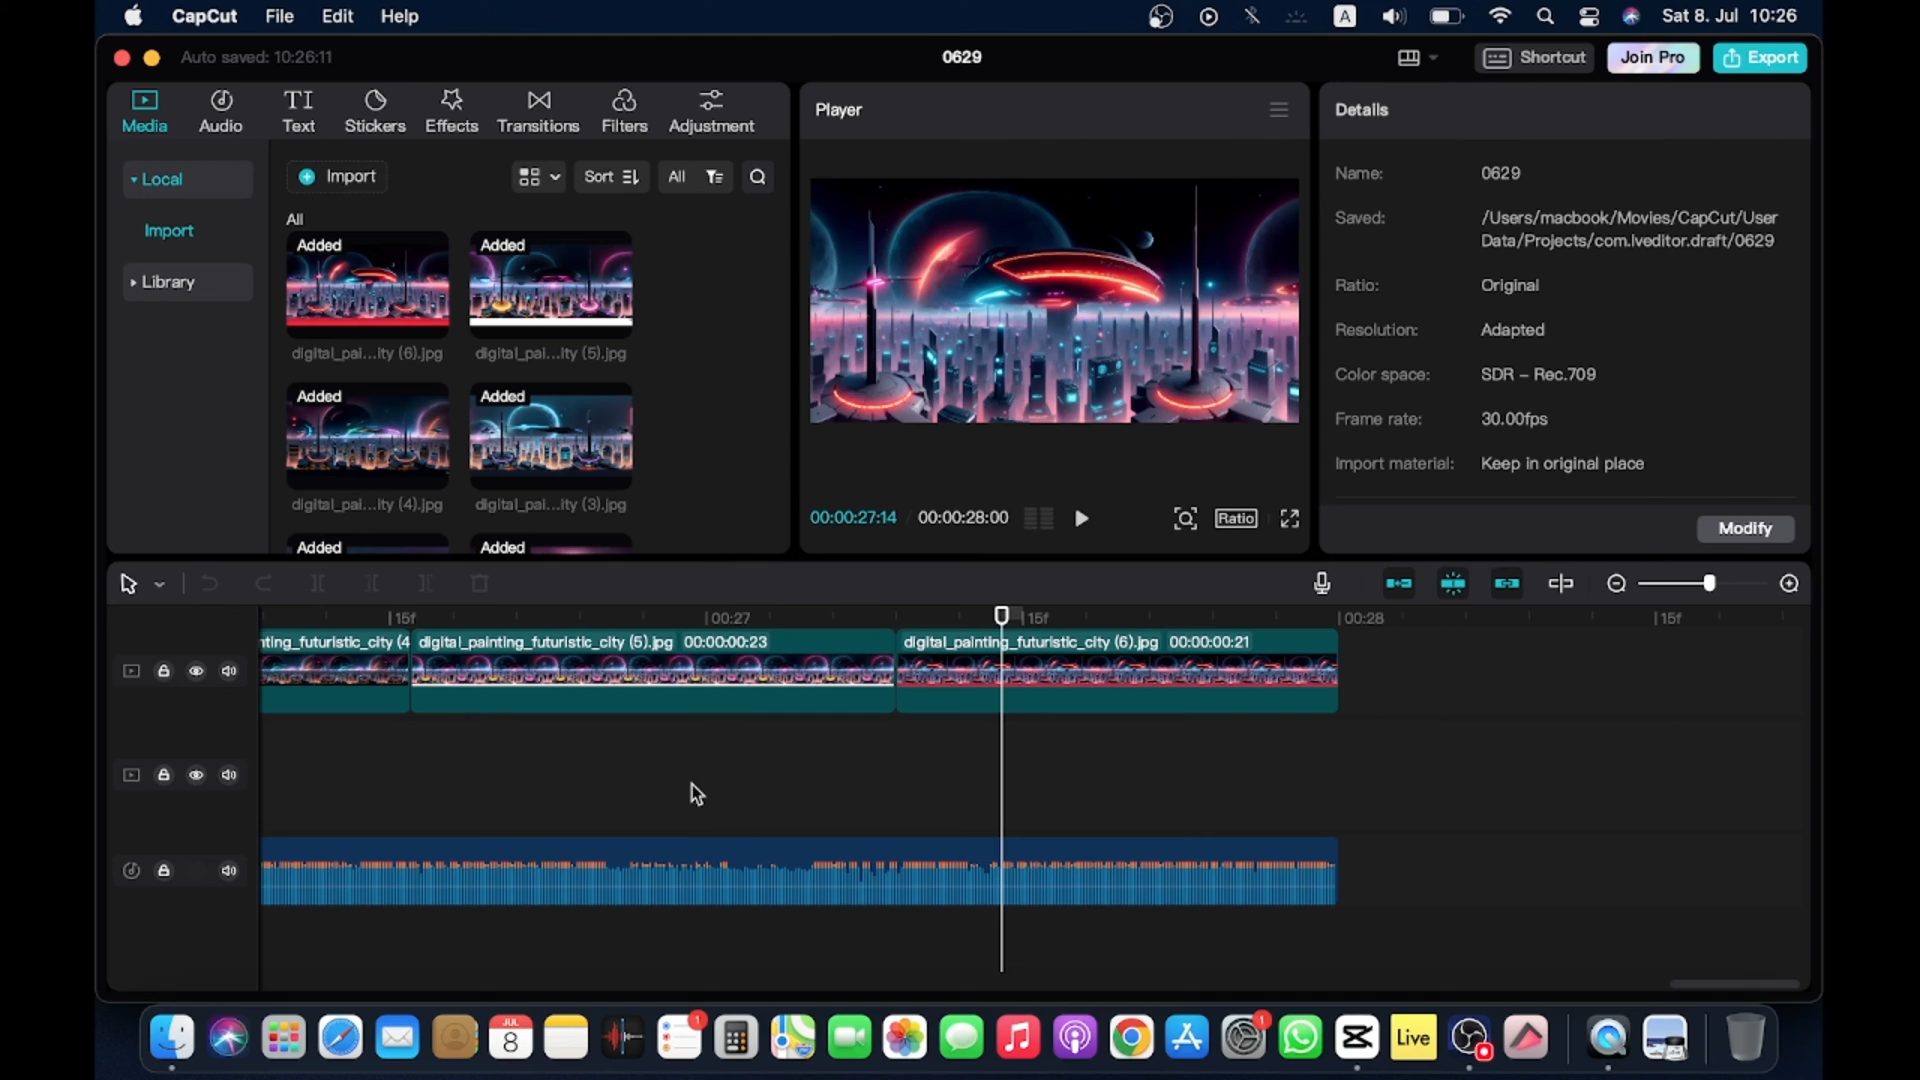 CapCut File Edit Help
A Sat 8. Jul 10:26
Auto saved: 10:26:11
0629
Shortcut Join Pro Export
Media Audio TI Text Stickers Effects Transitions Filters Adjustment
Local
Import
Library
Import Sort All
All
Added Added
digital_pai...ity (6).jpg digital_pai...ity (5).jpg
Added Added
digital_pai...ity (4).jpg digital_pai...ity (3).jpg
Added Added
Player
00:00:27:14 00:00:28:00 Ratio
Details
Name: 0629
Saved: /Users/macbook/Movies/CapCut/User
Data/Projects/com.lveditor.draft/0629
Ratio: Original
Resolution: Adapted
Color space: SDR – Rec.709
Frame rate: 30.00fps
Import material: Keep in original place
Modify
15f 00:27 15f 00:28 15f
nting_futuristic_city (4 digital_painting_futuristic_city (5).jpg 00:00:00:23 digital_painting_futuristic_city (6).jpg 00:00:00:21
JUL
8
1
1
Live